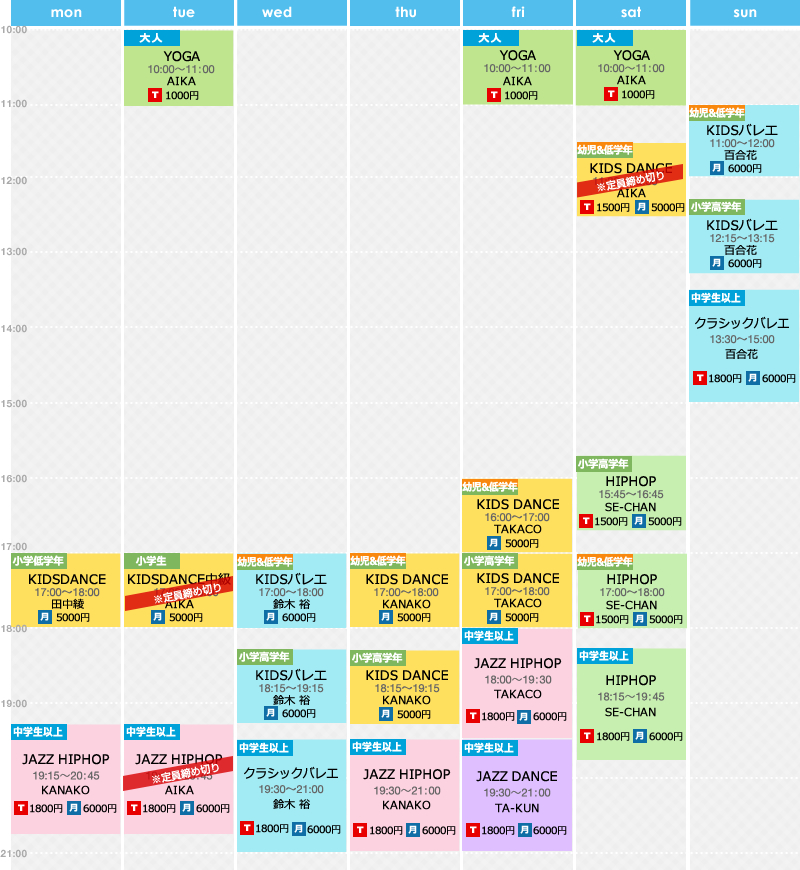 mon
tue
wed
thu
fri
sat
sun
10:00
11:00
12:00
13:00
14:00
15:00
16:00
17:00
18:00
19:00
21:00
小学低学年
KIDSDANCE
17:00〜18:00
田中綾
月 5000円
中学生以上
JAZZ HIPHOP
19:15〜20:45
KANAKO
T 1800円 月 6000円
大人
YOGA
10:00〜11:00
AIKA
T 1000円
小学生
KIDSDANCE中級
※定員締め切り
AIKA
月 5000円
中学生以上
JAZZ HIPHOP
※定員締め切り
AIKA
T 1800円 月 6000円
幼児&低学年
KIDSバレエ
17:00〜18:00
鈴木 裕
月 6000円
小学高学年
KIDSバレエ
18:15〜19:15
鈴木 裕
月 6000円
中学生以上
クラシックバレエ
19:30〜21:00
鈴木 裕
T 1800円 月 6000円
幼児&低学年
KIDS DANCE
17:00〜18:00
KANAKO
月 5000円
小学高学年
KIDS DANCE
18:15〜19:15
KANAKO
月 5000円
中学生以上
JAZZ HIPHOP
19:30〜21:00
KANAKO
T 1800円 月 6000円
大人
YOGA
10:00〜11:00
AIKA
T 1000円
幼児&低学年
KIDS DANCE
16:00〜17:00
TAKACO
月 5000円
小学高学年
KIDS DANCE
17:00〜18:00
TAKACO
月 5000円
中学生以上
JAZZ HIPHOP
18:00〜19:30
TAKACO
T 1800円 月 6000円
中学生以上
JAZZ DANCE
19:30〜21:00
TA-KUN
T 1800円 月 6000円
大人
YOGA
10:00〜11:00
AIKA
T 1000円
幼児&低学年
KIDS DANCE
※定員締め切り
AIKA
T 1500円 月 5000円
小学高学年
HIPHOP
15:45〜16:45
SE-CHAN
T 1500円 月 5000円
幼児&低学年
HIPHOP
17:00〜18:00
SE-CHAN
T 1500円 月 5000円
中学生以上
HIPHOP
18:15〜19:45
SE-CHAN
T 1800円 月 6000円
幼児&低学年
KIDSバレエ
11:00〜12:00
百合花
月 6000円
小学高学年
KIDSバレエ
12:15〜13:15
百合花
月 6000円
中学生以上
クラシックバレエ
13:30〜15:00
百合花
T 1800円 月 6000円